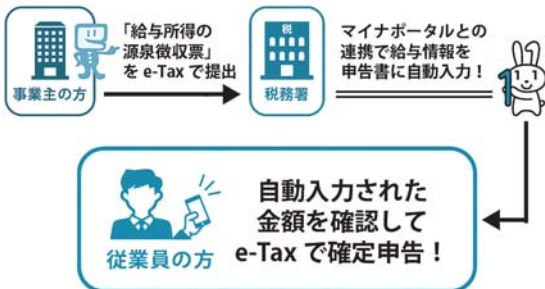 「給与所得の
源泉徴収票」
を e-Tax で提出
事業主の方
税
税務署
マイナポータルとの
連携で給与情報を
申告書に自動入力！
自動入力された
金額を確認して
e-Tax で確定申告！
従業員の方